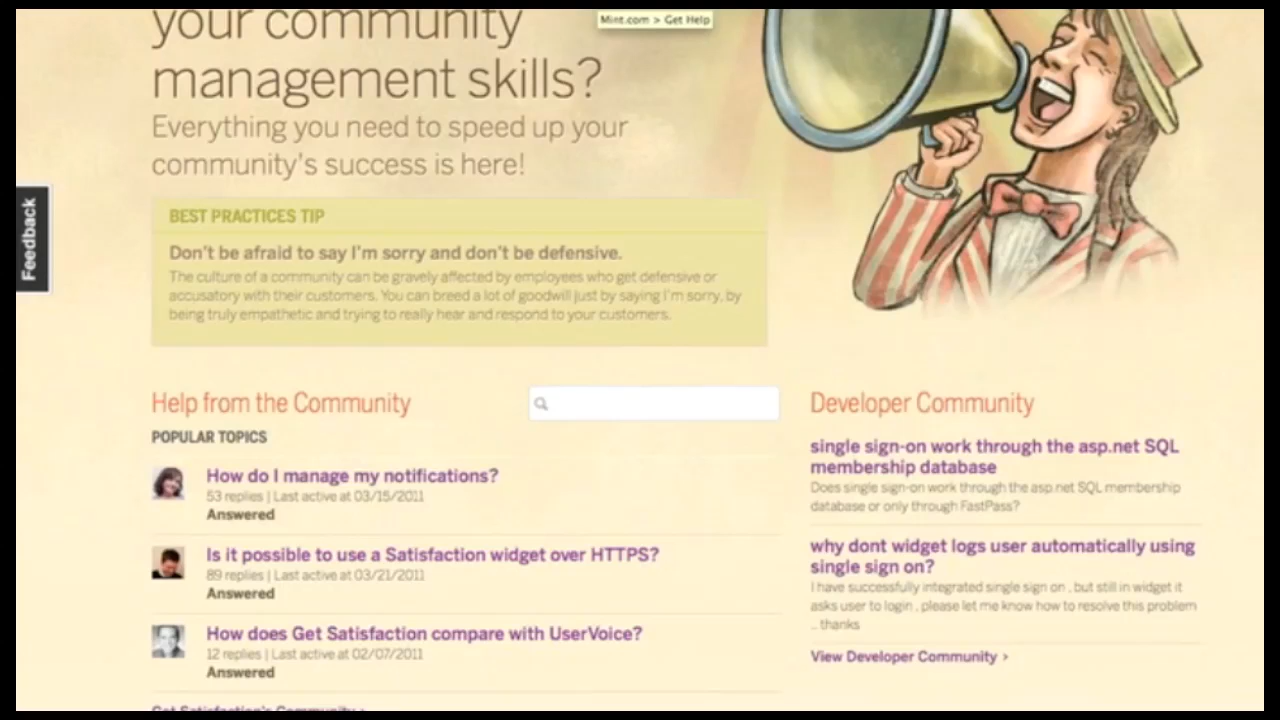 your community
Mint.com > Get Help
management skills?
Everything you need to speed up your
community's success is here!
Feedback
BEST PRACTICES TIP
Don't be afraid to say I'm sorry and don't be defensive.
The culture of a community can be gravely affected by employees who get defensive or
accusatory with their customers. You can breed a lot of goodwill just by saying I'm sorry, by
being truly empathetic and trying to really hear and respond to your customers.
Help from the Community
POPULAR TOPICS
How do I manage my notifications?
53 replies | Last active at 03/15/2011
Answered
Is it possible to use a Satisfaction widget over HTTPS?
89 replies | Last active at 03/21/2011
Answered
How does Get Satisfaction compare with UserVoice?
12 replies | Last active at 02/07/2011
Answered
Get Satisfaction's Community >
Developer Community
single sign-on work through the asp.net SQL
membership database
Does single sign-on work through the asp.net SQL membership
database or only through FastPass?
why dont widget logs user automatically using
single sign on?
I have successfully integrated single sign on , but still in widget it
asks user to login , please let me know how to resolve this problem
.. thanks
View Developer Community >